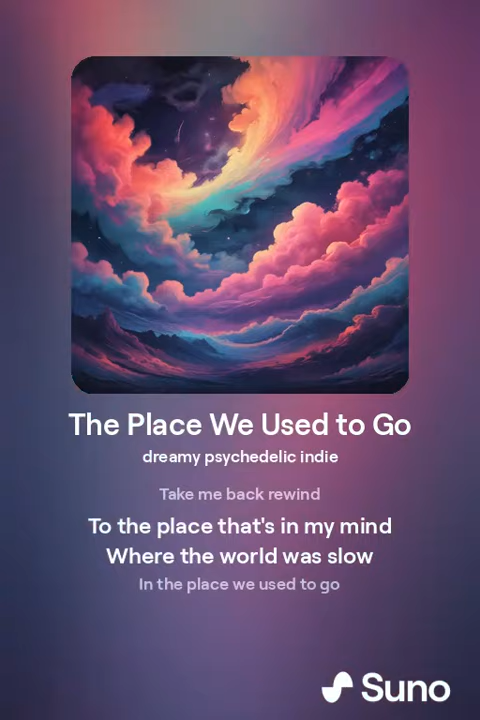 The Place We Used to Go
dreamy psychedelic indie
Take me back rewind
To the place that's in my mind
Where the world was slow
In the place we used to go
Suno